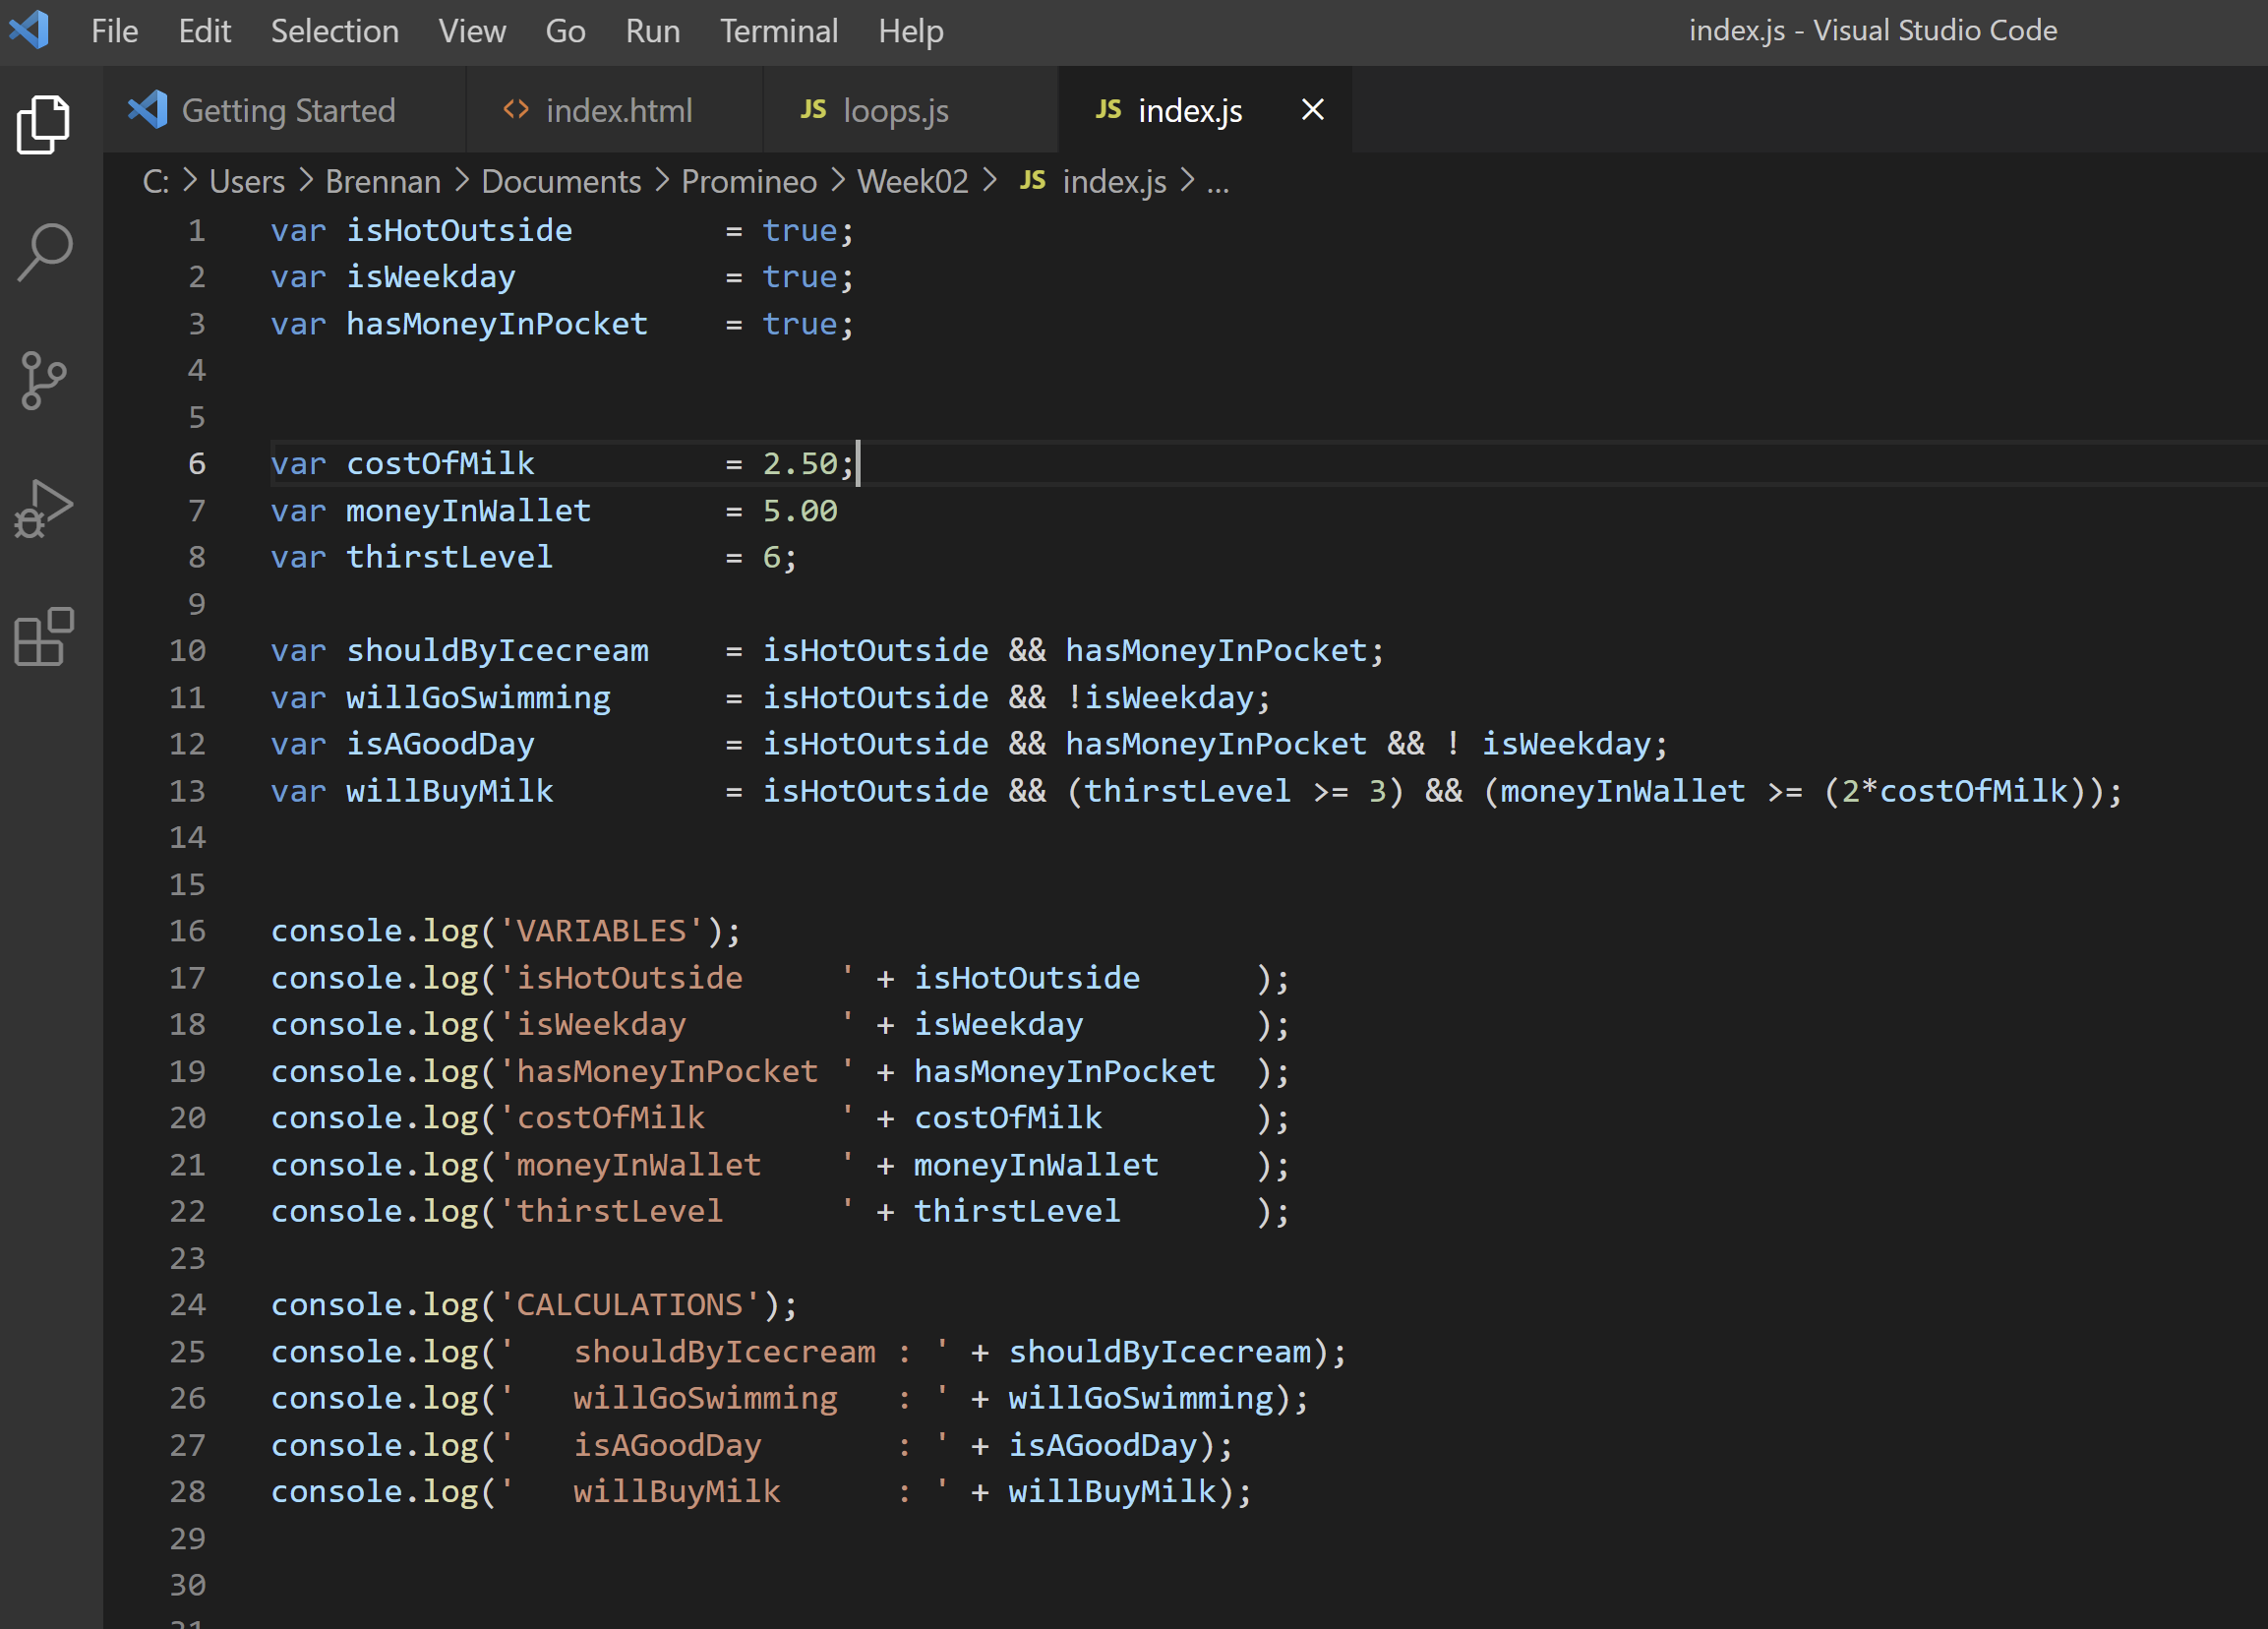 File Edit Selection View Go Run Terminal Help index.js - Visual Studio Code
Getting Started <> index.html JS loops.js JS index.js ×
C: > Users > Brennan > Documents > Promineo > Week02 > JS index.js > ...
1 var isHotOutside        = true;
2 var isWeekday           = true;
3 var hasMoneyInPocket    = true;
4
5
6 var costOfMilk          = 2.50;
7 var moneyInWallet       = 5.00
8 var thirstLevel         = 6;
9
10 var shouldByIcecream    = isHotOutside && hasMoneyInPocket;
11 var willGoSwimming      = isHotOutside && !isWeekday;
12 var isAGoodDay          = isHotOutside && hasMoneyInPocket && ! isWeekday;
13 var willBuyMilk         = isHotOutside && (thirstLevel >= 3) && (moneyInWallet >= (2*costOfMilk));
14
15
16 console.log('VARIABLES');
17 console.log('isHotOutside     ' + isHotOutside      );
18 console.log('isWeekday        ' + isWeekday         );
19 console.log('hasMoneyInPocket ' + hasMoneyInPocket  );
20 console.log('costOfMilk       ' + costOfMilk        );
21 console.log('moneyInWallet    ' + moneyInWallet     );
22 console.log('thirstLevel      ' + thirstLevel       );
23
24 console.log('CALCULATIONS');
25 console.log('   shouldByIcecream : ' + shouldByIcecream);
26 console.log('   willGoSwimming   : ' + willGoSwimming);
27 console.log('   isAGoodDay       : ' + isAGoodDay);
28 console.log('   willBuyMilk      : ' + willBuyMilk);
29
30